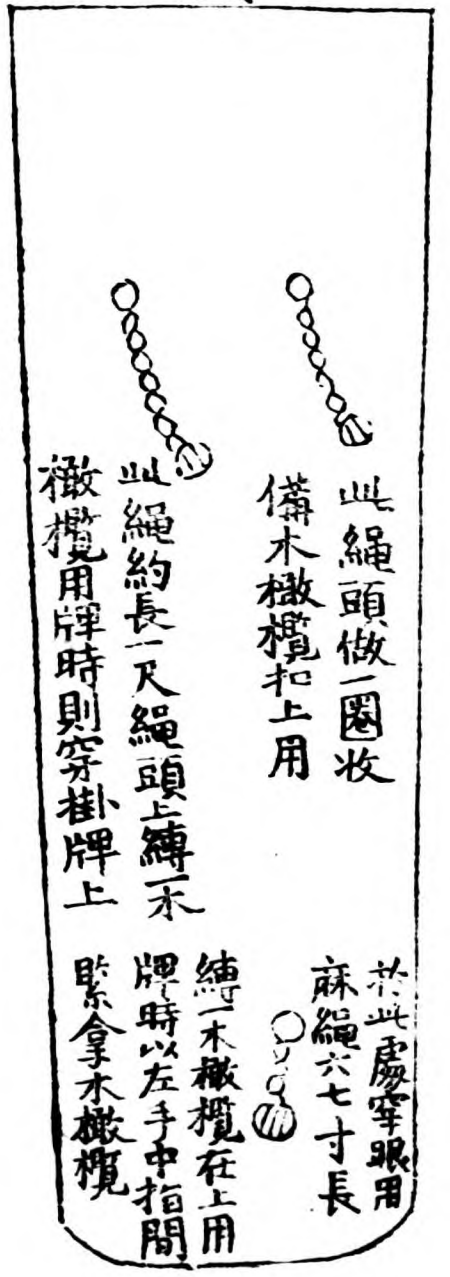 此繩頭做一圈收
備木橄欖扣上用
此繩約長一尺繩頭上縛一木
橄欖用牌時則穿掛牌上
於此處穿眼用
麻繩六七寸長
縛一木橄欖在上用
牌時以左手中指間
緊拿木橄欖